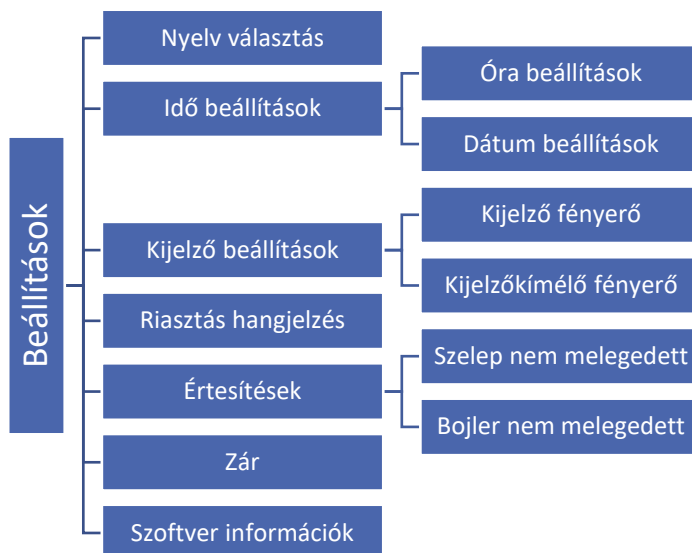 Beállítások
Nyelv választás
Idő beállítások
Óra beállítások
Dátum beállítások
Kijelző beállítások
Kijelző fényerő
Kijelzőkímélő fényerő
Riasztás hangjelzés
Értesítések
Szelep nem melegedett
Bojler nem melegedett
Zár
Szoftver információk